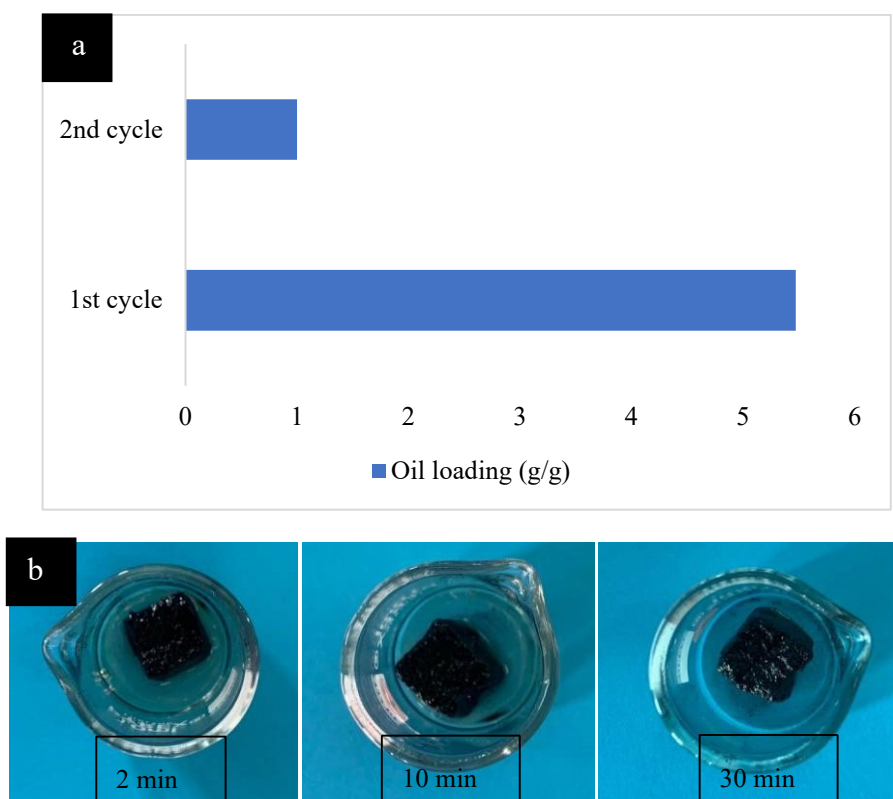 a
2nd cycle
1st cycle
0 1 2 3 4 5 6
Oil loading (g/g)
b
2 min
10 min
30 min